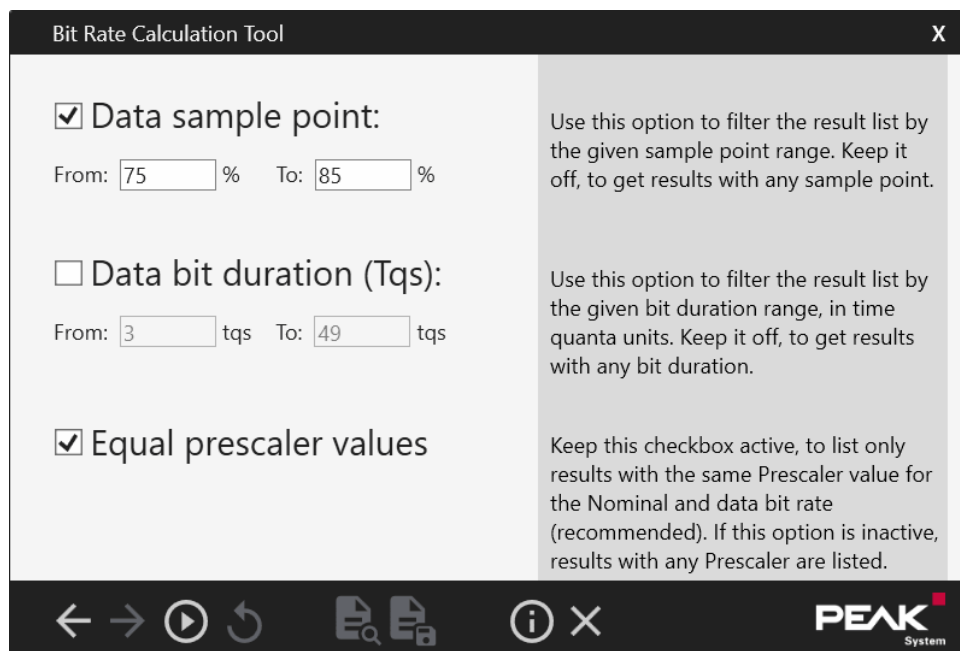 Bit Rate Calculation Tool X
Data sample point:
From: 75 % To: 85 %
Use this option to filter the result list by
the given sample point range. Keep it
off, to get results with any sample point.
Data bit duration (Tqs):
From: 3 tqs To: 49 tqs
Use this option to filter the result list by
the given bit duration range, in time
quanta units. Keep it off, to get results
with any bit duration.
Equal prescaler values
Keep this checkbox active, to list only
results with the same Prescaler value for
the Nominal and data bit rate
(recommended). If this option is inactive,
results with any Prescaler are listed.
PEAK
System